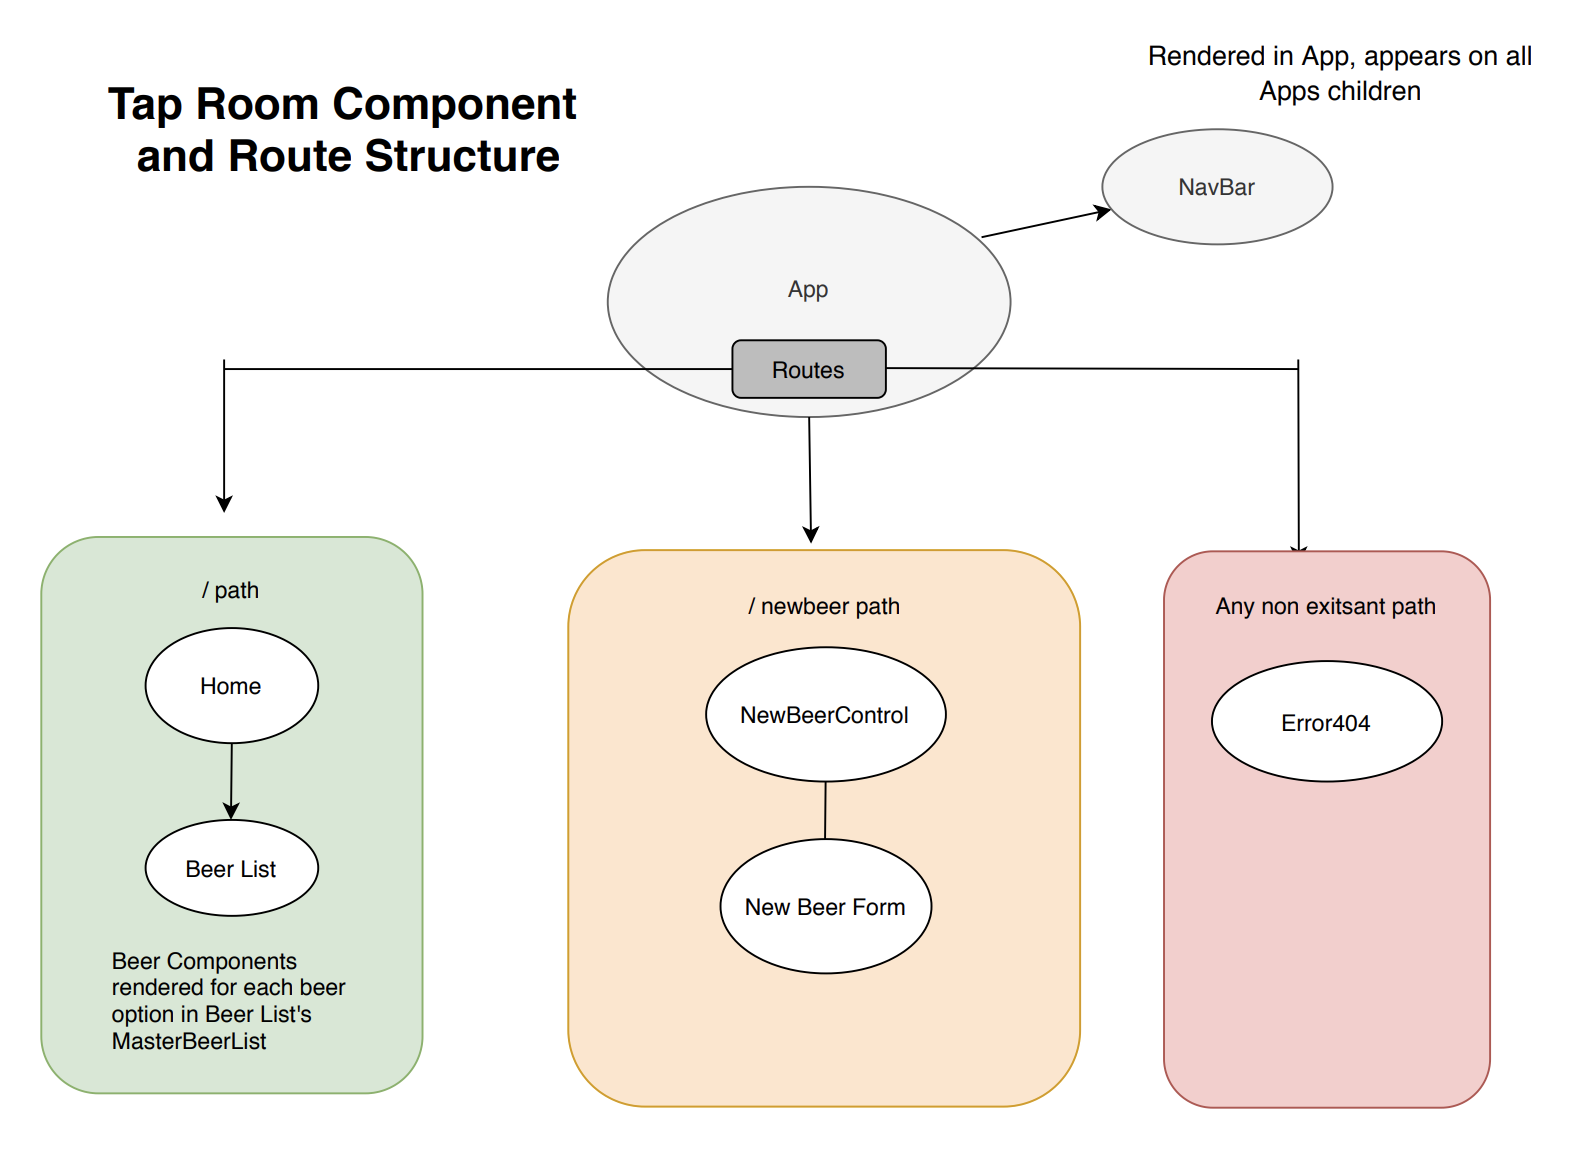 Tap Room Component
and Route Structure
Rendered in App, appears on all
Apps children
NavBar
App
Routes
/ path
Home
Beer List
Beer Components
rendered for each beer
option in Beer List's
MasterBeerList
/ newbeer path
NewBeerControl
New Beer Form
Any non exitsant path
Error404